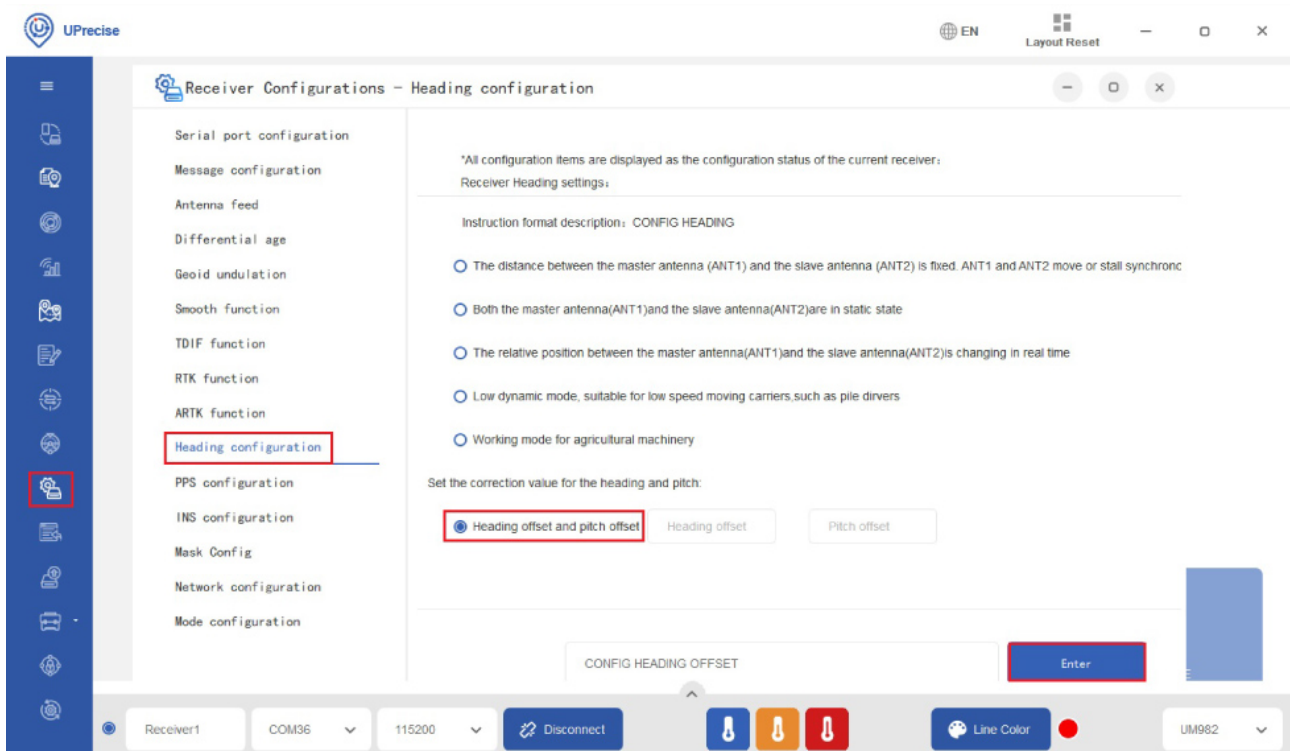 UPrecise
EN
Layout Reset
Receiver Configurations - Heading configuration
Serial port configuration
Message configuration
Antenna feed
Differential age
Geoid undulation
Smooth function
TDIF function
RTK function
ARTK function
Heading configuration
PPS configuration
INS configuration
Mask Config
Network configuration
Mode configuration
*All configuration items are displayed as the configuration status of the current receiver:
Receiver Heading settings:
Instruction format description: CONFIG HEADING
The distance between the master antenna (ANT1) and the slave antenna (ANT2) is fixed. ANT1 and ANT2 move or stall synchronc
Both the master antenna(ANT1)and the slave antenna(ANT2)are in static state
The relative position between the master antenna(ANT1)and the slave antenna(ANT2)is changing in real time
Low dynamic mode, suitable for low speed moving carriers,such as pile dirvers
Working mode for agricultural machinery
Set the correction value for the heading and pitch:
Heading offset and pitch offset Heading offset Pitch offset
CONFIG HEADING OFFSET Enter
Receiver1 COM36 115200 Disconnect Line Color UM982